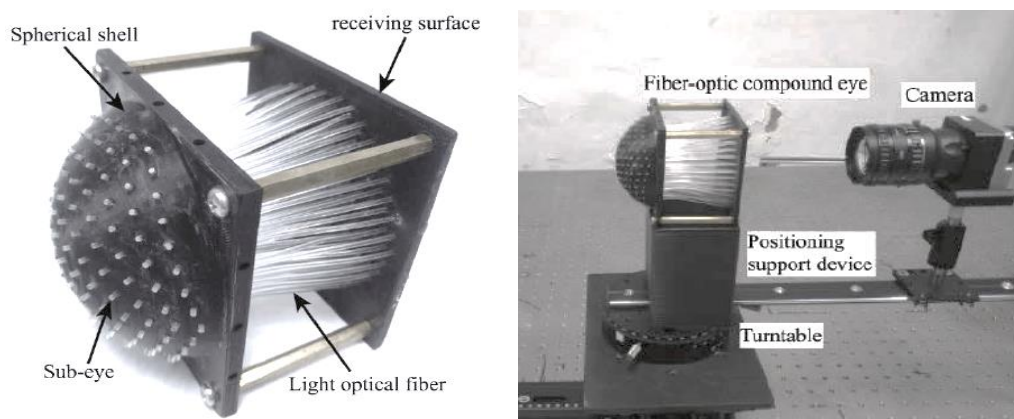 Spherical shell
receiving surface
Sub-eye
Light optical fiber
Fiber-optic compound eye
Camera
Positioning
support device
Turntable